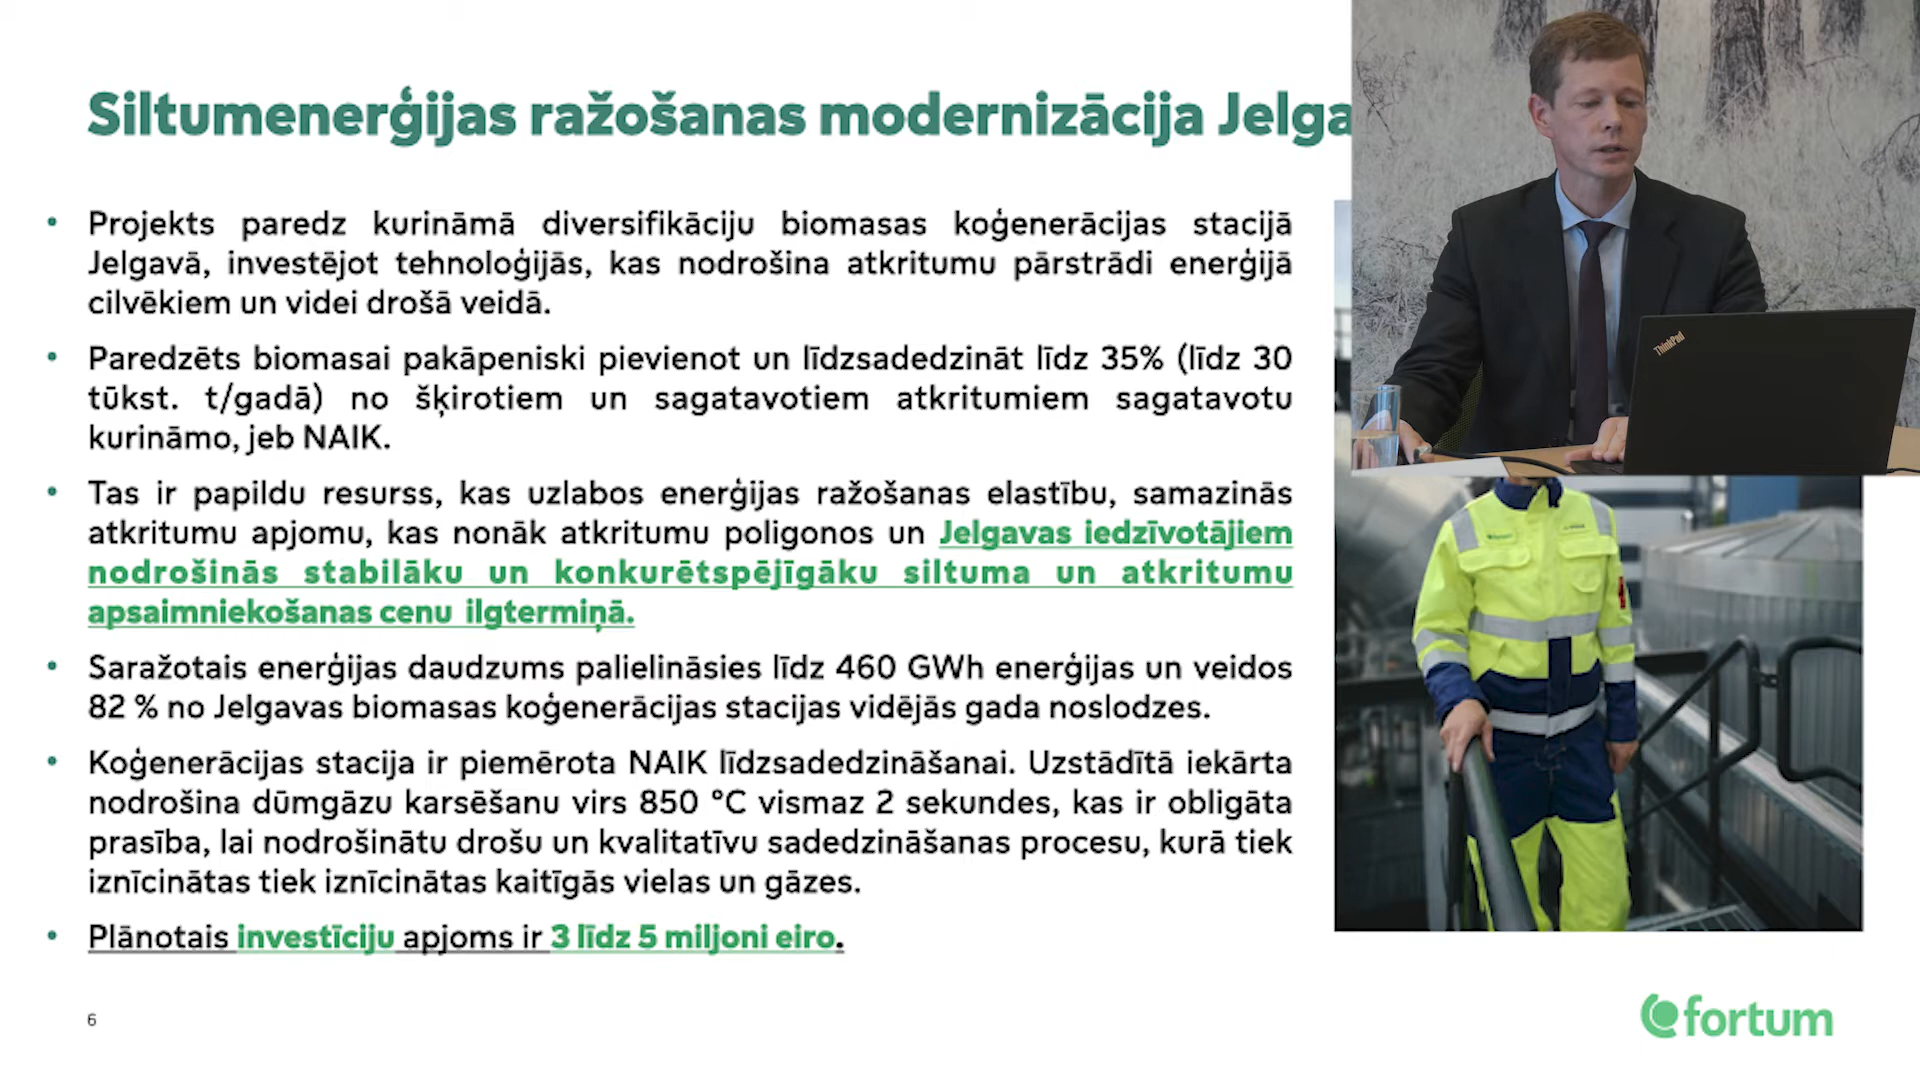 Siltumenerģijas ražošanas modernizācija Jelga
• Projekts paredz kurināmā diversifikāciju biomasas koģenerācijas stacijā
Jelgavā, investējot tehnoloģijās, kas nodrošina atkritumu pārstrādi enerģijā
cilvēkiem un videi drošā veidā.
• Paredzēts biomasai pakāpeniski pievienot un līdzsadedzināt līdz 35% (līdz 30
tūkst. t/gadā) no šķirotiem un sagatavotiem atkritumiem sagatavotu
kurināmo, jeb NAIK.
• Tas ir papildu resurss, kas uzlabos enerģijas ražošanas elastību, samazinās
atkritumu apjomu, kas nonāk atkritumu poligonos un Jelgavas iedzīvotājiem
nodrošinās stabilāku un konkurētspējīgāku siltuma un atkritumu
apsaimniekošanas cenu ilgtermiņā.
• Saražotais enerģijas daudzums palielināsies līdz 460 GWh enerģijas un veidos
82 % no Jelgavas biomasas koģenerācijas stacijas vidējās gada noslodzes.
• Koģenerācijas stacija ir piemērota NAIK līdzsadedzināšanai. Uzstādītā iekārta
nodrošina dūmgāzu karsēšanu virs 850 °C vismaz 2 sekundes, kas ir obligāta
prasība, lai nodrošinātu drošu un kvalitatīvu sadedzināšanas procesu, kurā tiek
iznīcinātas tiek iznīcinātas kaitīgās vielas un gāzes.
• Plānotais investīciju apjoms ir 3 līdz 5 miljoni eiro.
6
fortum
ThinkPad